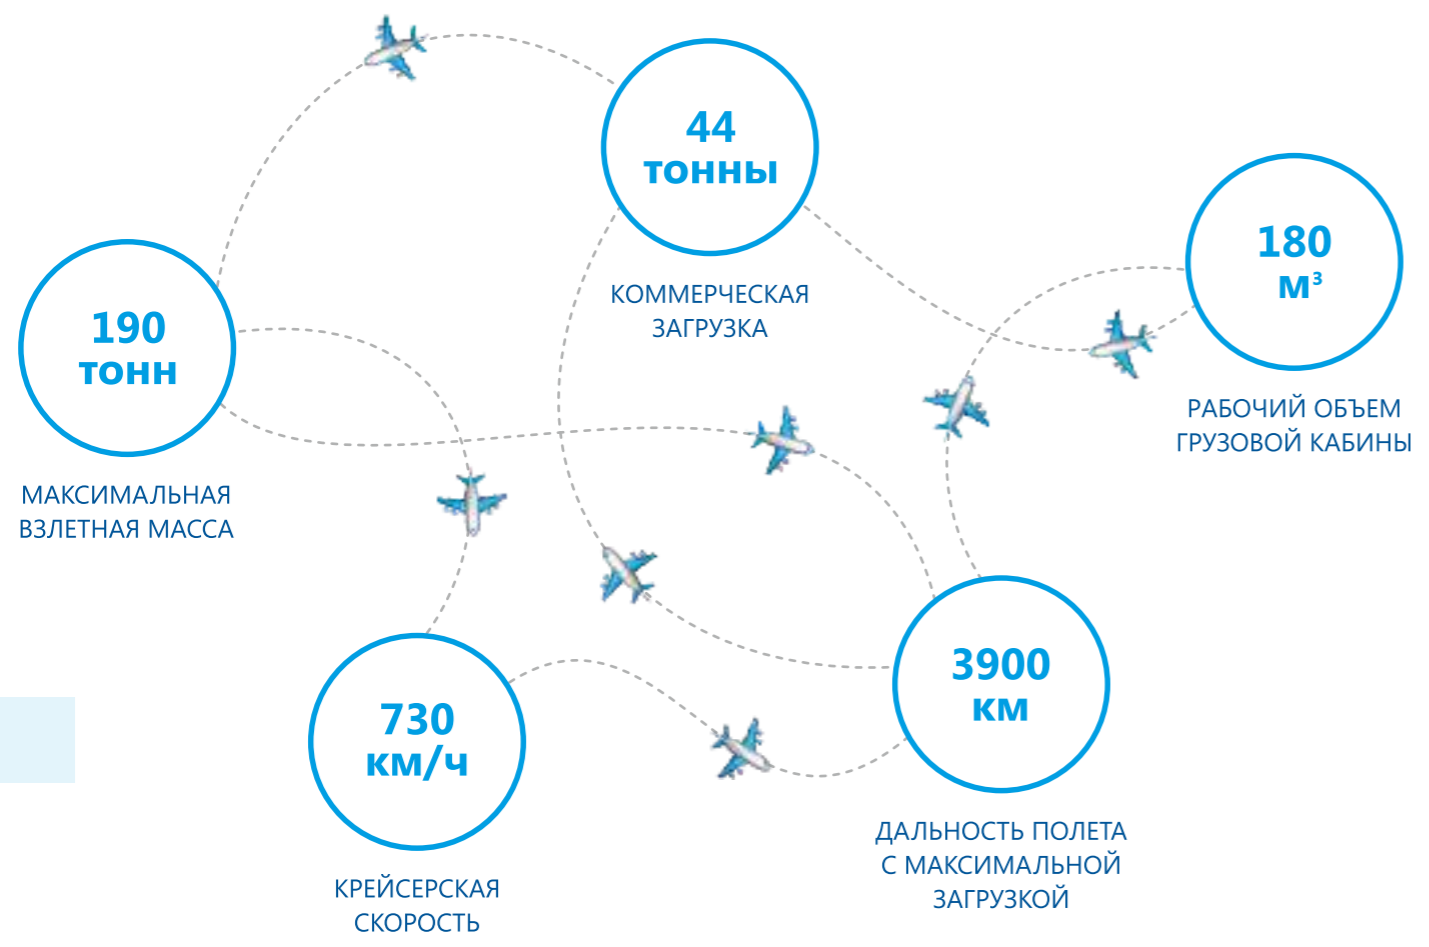 44
тонны
КОММЕРЧЕСКАЯ
ЗАГРУЗКА
180
м³
РАБОЧИЙ ОБЪЕМ
ГРУЗОВОЙ КАБИНЫ
190
тонн
МАКСИМАЛЬНАЯ
ВЗЛЕТНАЯ МАССА
730
км/ч
КРЕЙСЕРСКАЯ
СКОРОСТЬ
3900
км
ДАЛЬНОСТЬ ПОЛЕТА
С МАКСИМАЛЬНОЙ
ЗАГРУЗКОЙ